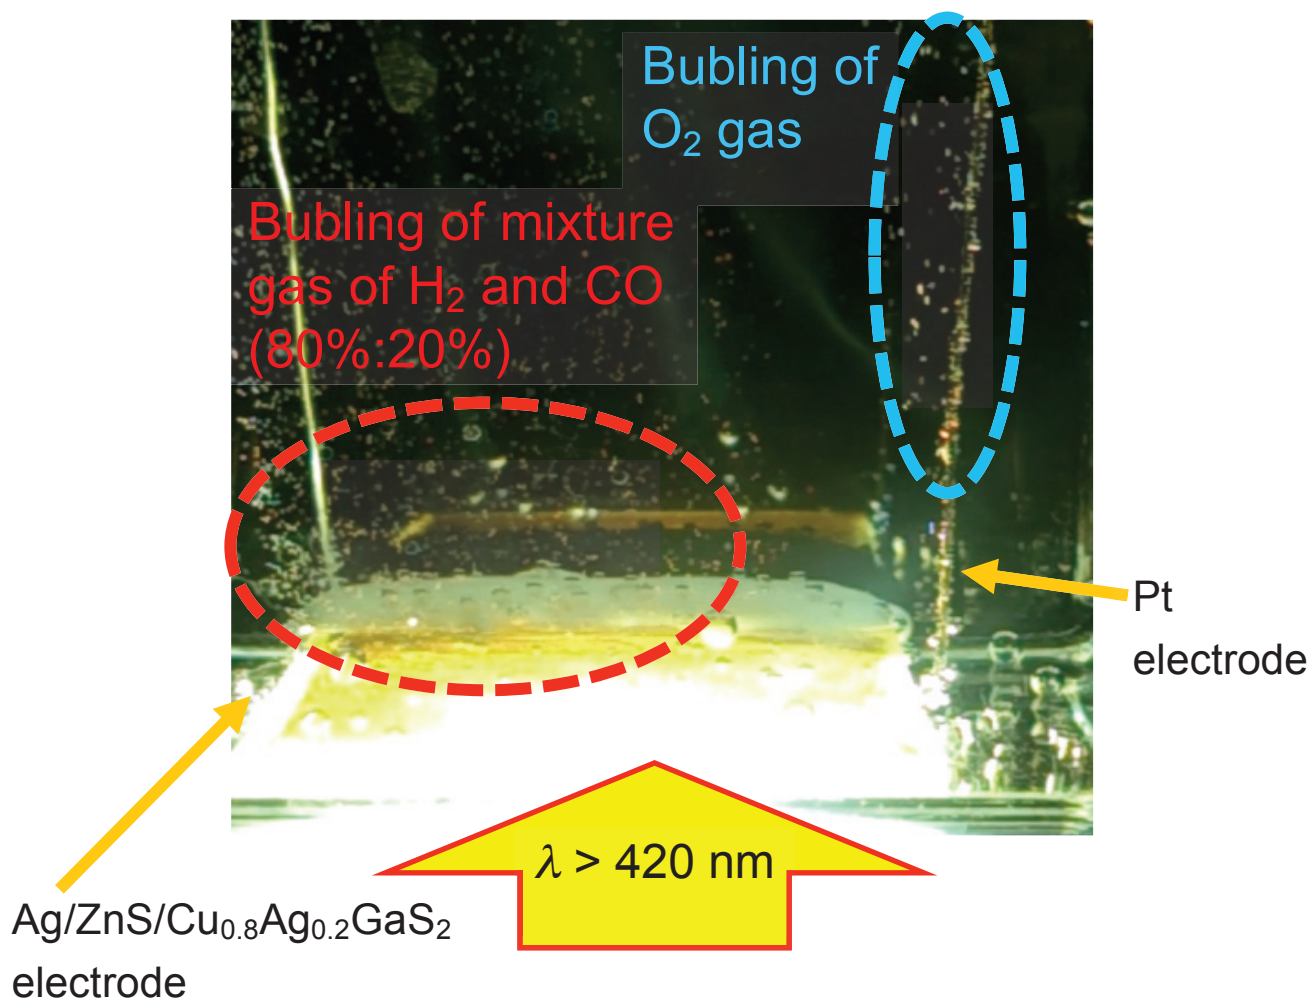 Bubling of
O₂ gas
Bubling of mixture
gas of H₂ and CO
(80%:20%)
Pt
electrode
λ > 420 nm
Ag/ZnS/Cu₀.₈Ag₀.₂GaS₂
electrode